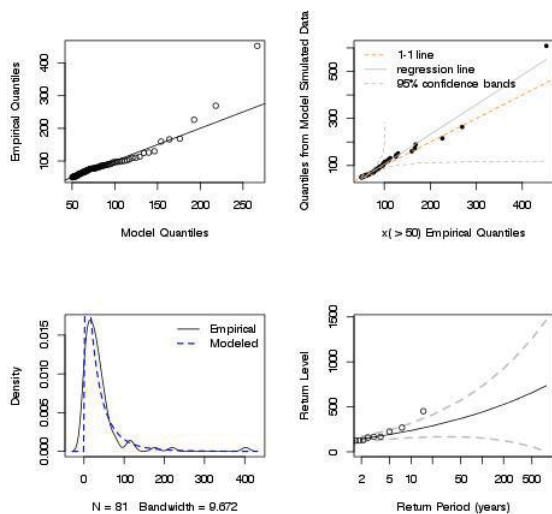 Empirical Quantiles
100
200
300
400
50
100
150
200
250
Model Quantiles
Quantiles from Model Simulated Data
100
300
500
1-1 line
regression line
95% confidence bands
100
200
300
400
x( > 50) Empirical Quantiles
Density
0.000
0.005
0.010
0.015
Empirical
Modeled
0
100
200
300
400
N = 81 Bandwidth = 9.672
Return Level
0
500
1000
1500
2
5
10
50
200
500
Return Period (years)